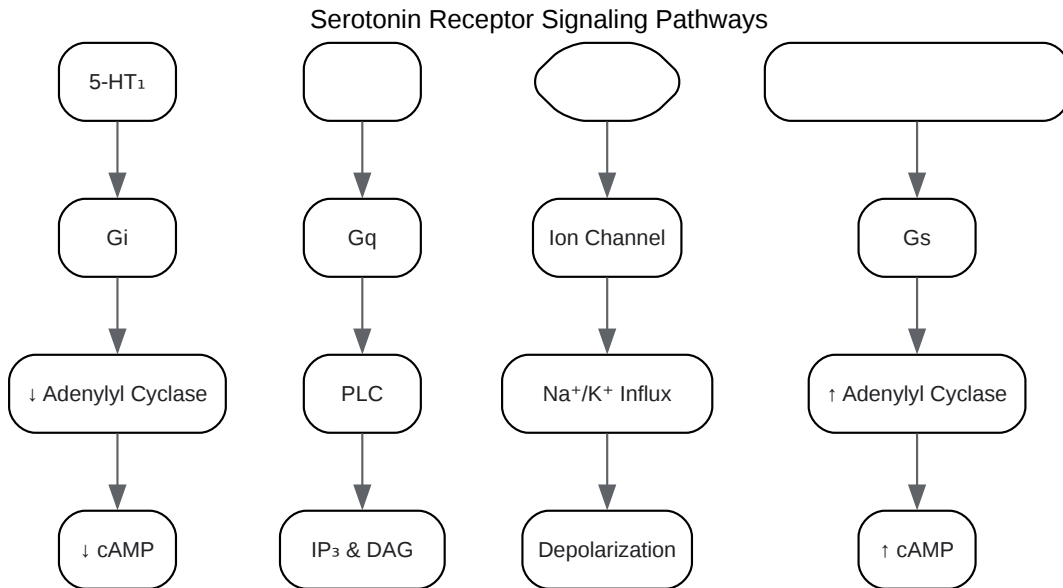 Serotonin Receptor Signaling Pathways
5-HT₁
Gi
Gq
Ion Channel
Gs
↓ Adenylyl Cyclase
PLC
Na⁺/K⁺ Influx
↑ Adenylyl Cyclase
↓ cAMP
IP₃ & DAG
Depolarization
↑ cAMP